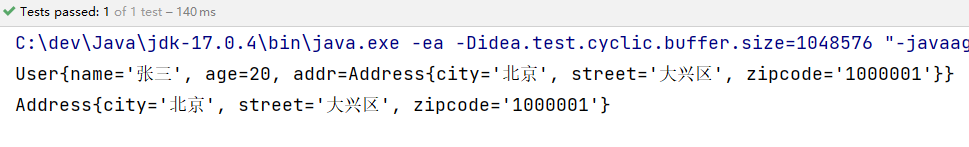 Tests passed: 1 of 1 test – 140 ms
C:\dev\Java\jdk-17.0.4\bin\java.exe -ea -Didea.test.cyclic.buffer.size=1048576 "-javaag
User{name='张三', age=20, addr=Address{city='北京', street='大兴区', zipcode='1000001'}}
Address{city='北京', street='大兴区', zipcode='1000001'}